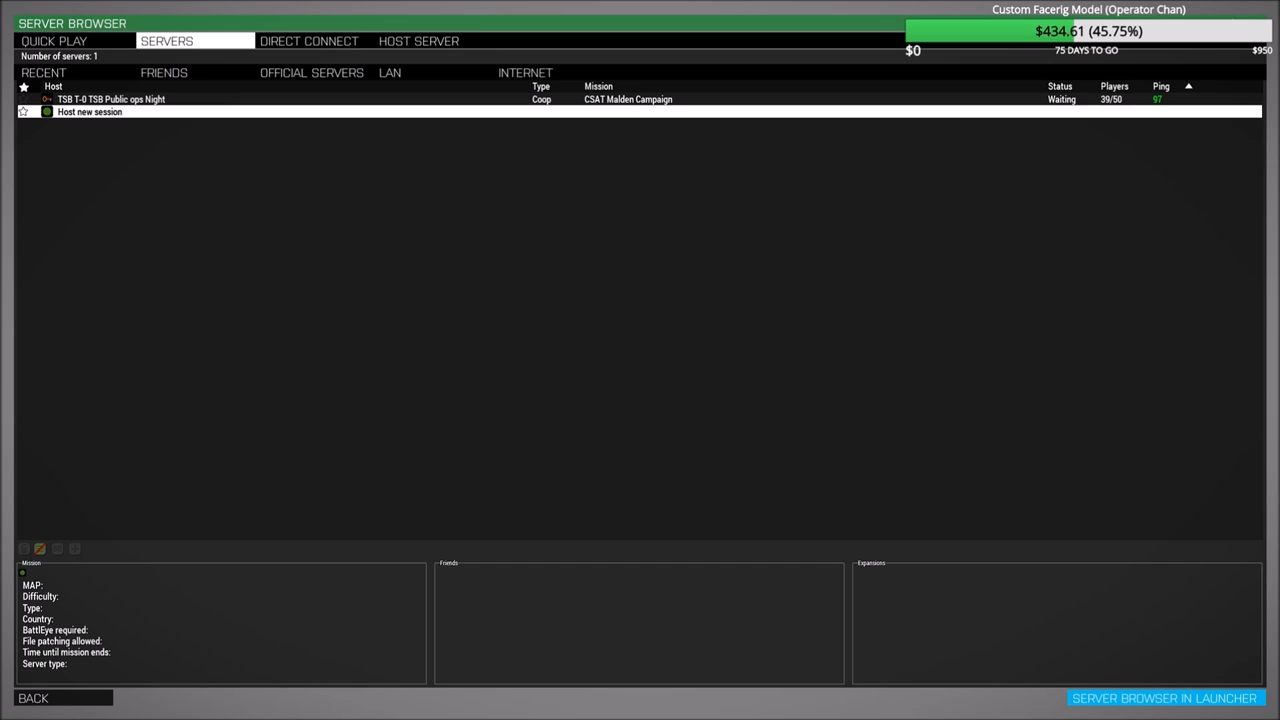 Custom Facerig Model (Operator Chan)
SERVER BROWSER
$434.61 (45.75%)
QUICK PLAY SERVERS DIRECT CONNECT HOST SERVER
$0 75 DAYS TO GO $950
Number of servers: 1
RECENT FRIENDS OFFICIAL SERVERS LAN INTERNET
Host Type Mission Status Players Ping
TSB T-0 TSB Public ops Night Coop CSAT Malden Campaign Waiting 39/50 97
Host new session
Mission Friends Expansions
MAP:
Difficulty:
Type:
Country:
BattlEye required:
File patching allowed:
Time until mission ends:
Server type:
BACK SERVER BROWSER IN LAUNCHER